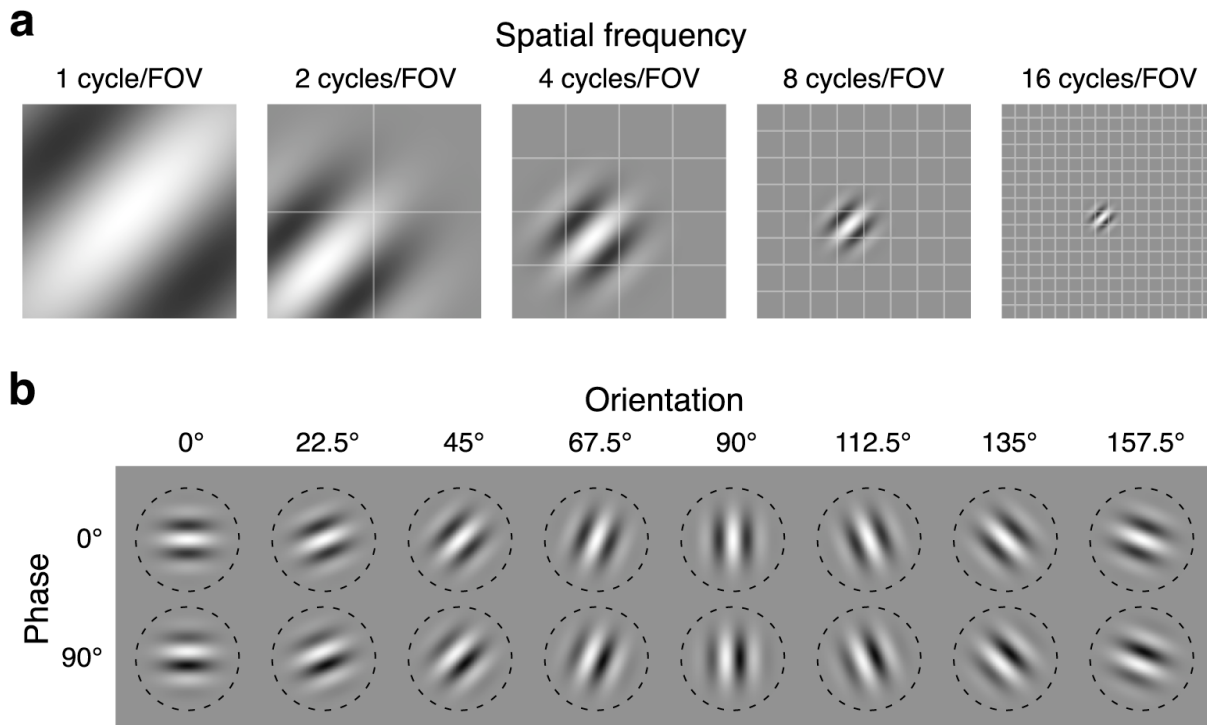 a
Spatial frequency
1 cycle/FOV 2 cycles/FOV 4 cycles/FOV 8 cycles/FOV 16 cycles/FOV
b
Orientation
0° 22.5° 45° 67.5° 90° 112.5° 135° 157.5°
Phase
0°
90°